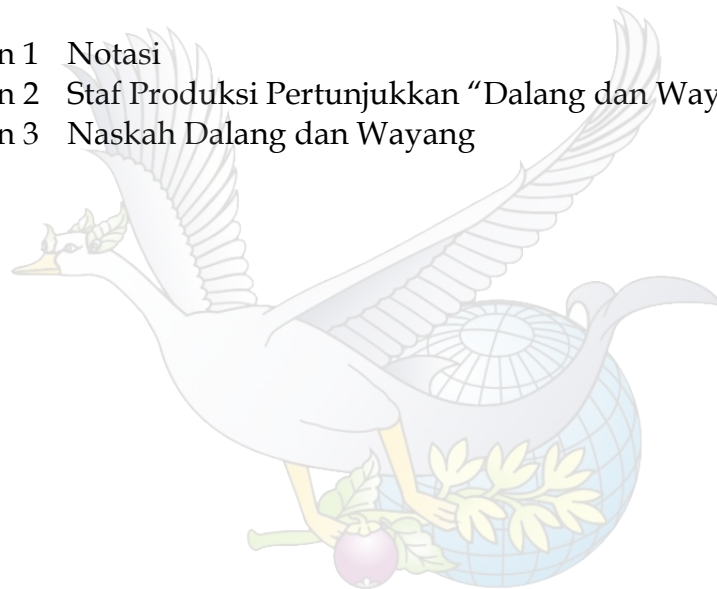 n 1 Notasi
n 2 Staf Produksi Pertunjukkan “Dalang dan Way
n 3 Naskah Dalang dan Wayang